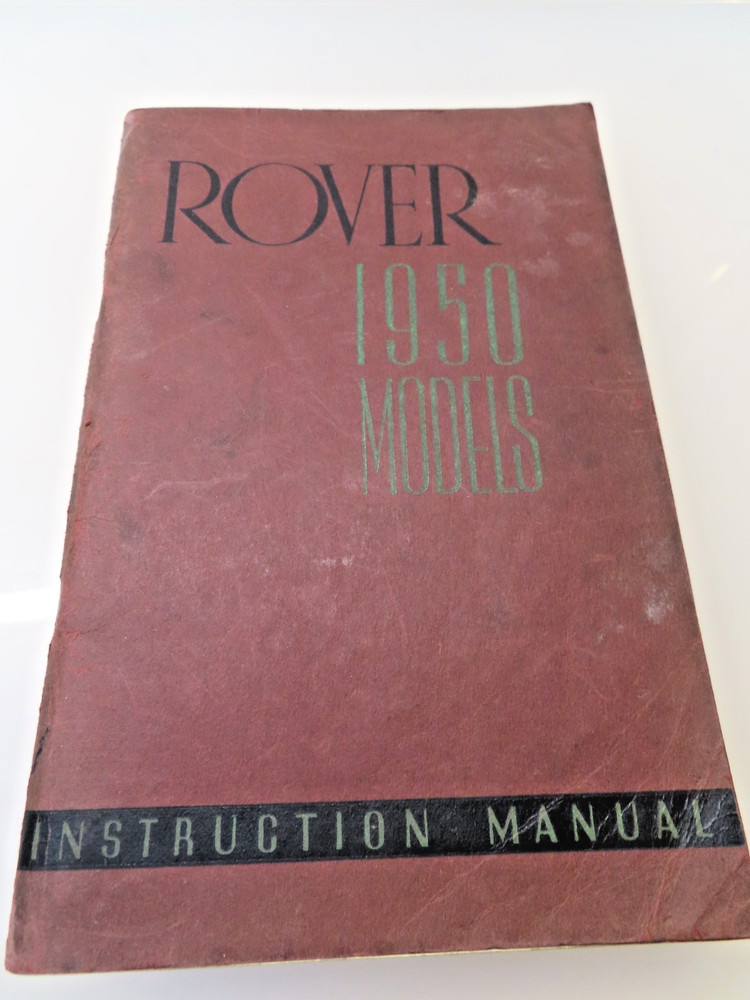 ROVER
1950
MODELS
INSTRUCTION MANUAL